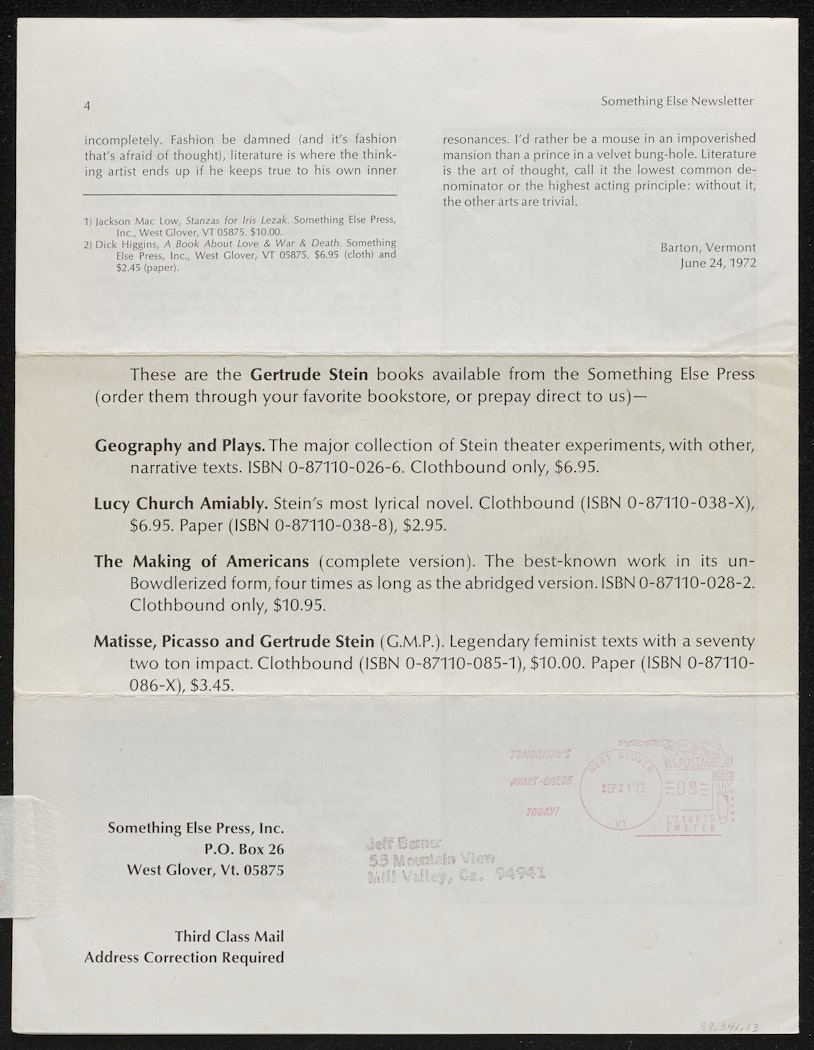 4
Something Else Newsletter
incompletely. Fashion be damned (and it's fashion
that's afraid of thought), literature is where the think-
ing artist ends up if he keeps true to his own inner
1) Jackson Mac Low, Stanzas for Iris Lezak. Something Else Press,
Inc., West Glover, VT 05875. $10.00.
2) Dick Higgins, A Book About Love & War & Death. Something
Else Press, Inc., West Glover, VT 05875. $6.95 (cloth) and
$2.45 (paper).
resonances. I'd rather be a mouse in an impoverished
mansion than a prince in a velvet bung-hole. Literature
is the art of thought, call it the lowest common de-
nominator or the highest acting principle: without it,
the other arts are trivial.
Barton, Vermont
June 24, 1972
These are the Gertrude Stein books available from the Something Else Press
(order them through your favorite bookstore, or prepay direct to us)—
Geography and Plays. The major collection of Stein theater experiments, with other,
narrative texts. ISBN 0-87110-026-6. Clothbound only, $6.95.
Lucy Church Amiably. Stein's most lyrical novel. Clothbound (ISBN 0-87110-038-X),
$6.95. Paper (ISBN 0-87110-038-8), $2.95.
The Making of Americans (complete version). The best-known work in its un-
Bowdlerized form, four times as long as the abridged version. ISBN 0-87110-028-2.
Clothbound only, $10.95.
Matisse, Picasso and Gertrude Stein (G.M.P.). Legendary feminist texts with a seventy
two ton impact. Clothbound (ISBN 0-87110-085-1), $10.00. Paper (ISBN 0-87110-
086-X), $3.45.
TOMORROW'S
AVANT-GARDE
TODAY!
WEST GLOVER
SEP 21 '72
VT
U.S. POSTAGE
08
METER
Something Else Press, Inc.
P.O. Box 26
West Glover, Vt. 05875
Jeff Berner
55 Mountain View
Mill Valley, Ca. 94941
Third Class Mail
Address Correction Required
89.341.13